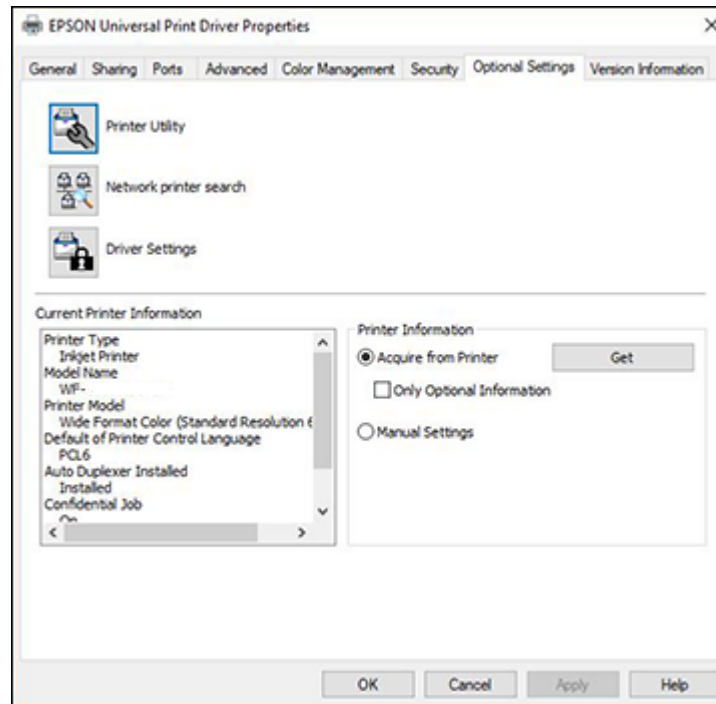 EPSON Universal Print Driver Properties
General Sharing Ports Advanced Color Management Security Optional Settings Version Information
Printer Utility
Network printer search
Driver Settings
Current Printer Information
Printer Type
Inkjet Printer
Model Name
WF-
Printer Model
Wide Format Color (Standard Resolution 6
Default of Printer Control Language
PCL6
Auto Duplexer Installed
Installed
Confidential Job
On
Printer Information
Acquire from Printer Get
Only Optional Information
Manual Settings
OK Cancel Apply Help